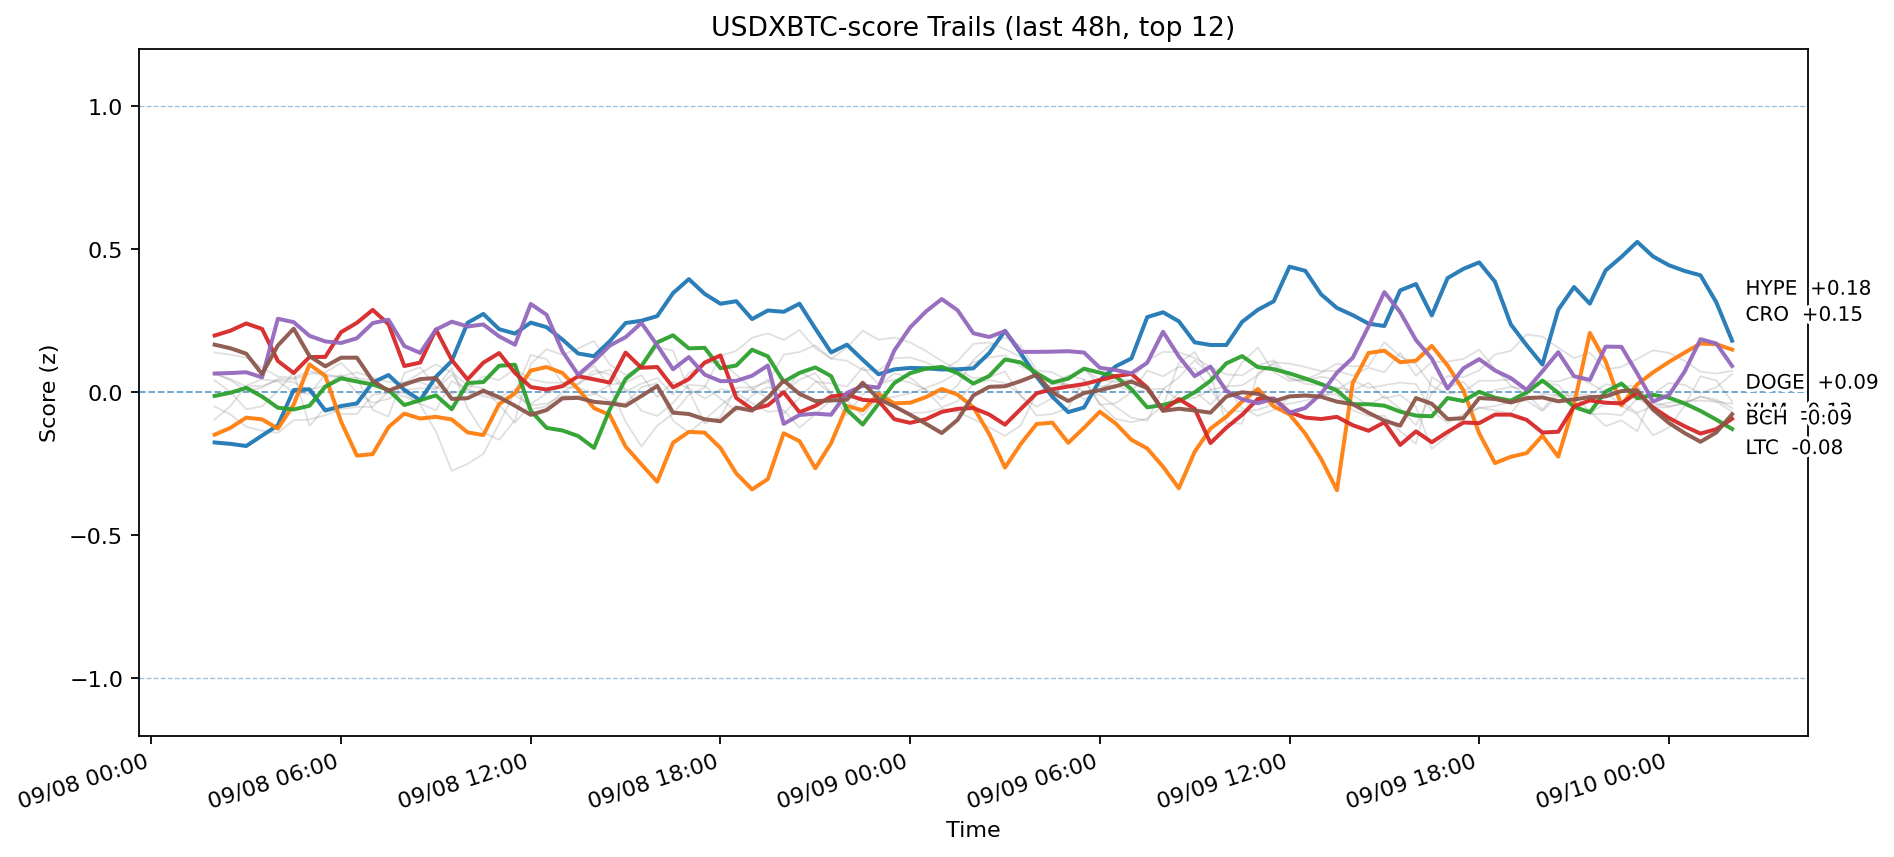 USDXBTC-score Trails (last 48h, top 12)
Score (z)
1.0
0.5
0.0
−0.5
−1.0
HYPE +0.18
CRO +0.15
DOGE +0.09
BCH -0.09
LTC -0.08
09/08 00:00
09/08 06:00
09/08 12:00
09/08 18:00
09/09 00:00
09/09 06:00
09/09 12:00
09/09 18:00
09/10 00:00
Time